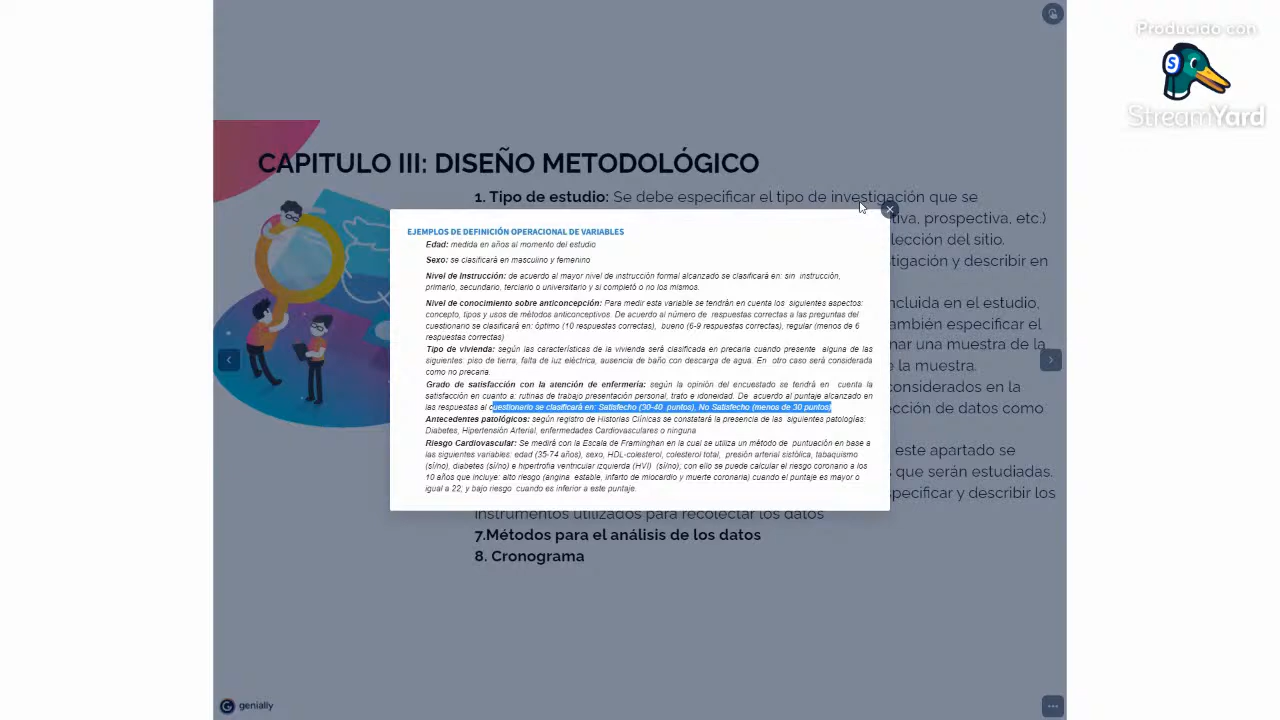 Producido con
StreamYard
CAPITULO III: DISEÑO METODOLÓGICO
1. Tipo de estudio: Se debe especificar el tipo de investigación que se
tiva, prospectiva, etc.)
lección del sitio.
stigación y describir en
ncluida en el estudio,
ambién especificar el
nar una muestra de la
la muestra.
considerados en la
ección de datos como
este apartado se
que serán estudiadas.
specificar y describir los
instrumentos utilizados para recolectar los datos
7.Métodos para el análisis de los datos
8. Cronograma
EJEMPLOS DE DEFINICIÓN OPERACIONAL DE VARIABLES
Edad: medida en años al momento del estudio
Sexo: se clasificará en masculino y femenino
Nivel de Instrucción: de acuerdo al mayor nivel de instrucción formal alcanzado se clasificará en: sin instrucción,
primario, secundario, terciario o universitario y si completó o no los mismos.
Nivel de conocimiento sobre anticoncepción: Para medir esta variable se tendrán en cuenta los siguientes aspectos:
concepto, tipos y usos de métodos anticonceptivos. De acuerdo al número de respuestas correctas a las preguntas del
cuestionario se clasificará en: óptimo (10 respuestas correctas), bueno (6-9 respuestas correctas), regular (menos de 6
respuestas correctas)
Tipo de vivienda: según las características de la vivienda será clasificada en precaria cuando presente alguna de las
siguientes: piso de tierra, falta de luz eléctrica, ausencia de baño con descarga de agua. En otro caso será considerada
como no precaria.
Grado de satisfacción con la atención de enfermería: según la opinión del encuestado se tendrá en cuenta la
satisfacción en cuanto a: rutinas de trabajo presentación personal, trato e idoneidad. De acuerdo al puntaje alcanzado en
las respuestas al cuestionario se clasificará en: Satisfecho (30-40 puntos), No Satisfecho (menos de 30 puntos)
Antecedentes patológicos: según registro de Historias Clínicas se constatará la presencia de las siguientes patologías:
Diabetes, Hipertensión Arterial, enfermedades Cardiovasculares o ninguna
Riesgo Cardiovascular: Se medirá con la Escala de Framinghan en la cual se utiliza un método de puntuación en base a
las siguientes variables: edad (35-74 años), sexo, HDL-colesterol, colesterol total, presión arterial sistólica, tabaquismo
(sí/no), diabetes (sí/no) e hipertrofia ventricular izquierda (HVI) (sí/no); con ello se puede calcular el riesgo coronario a los
10 años que incluye: alto riesgo (angina estable, infarto de miocardio y muerte coronaria) cuando el puntaje es mayor o
igual a 22, y bajo riesgo cuando es inferior a este puntaje.
genially